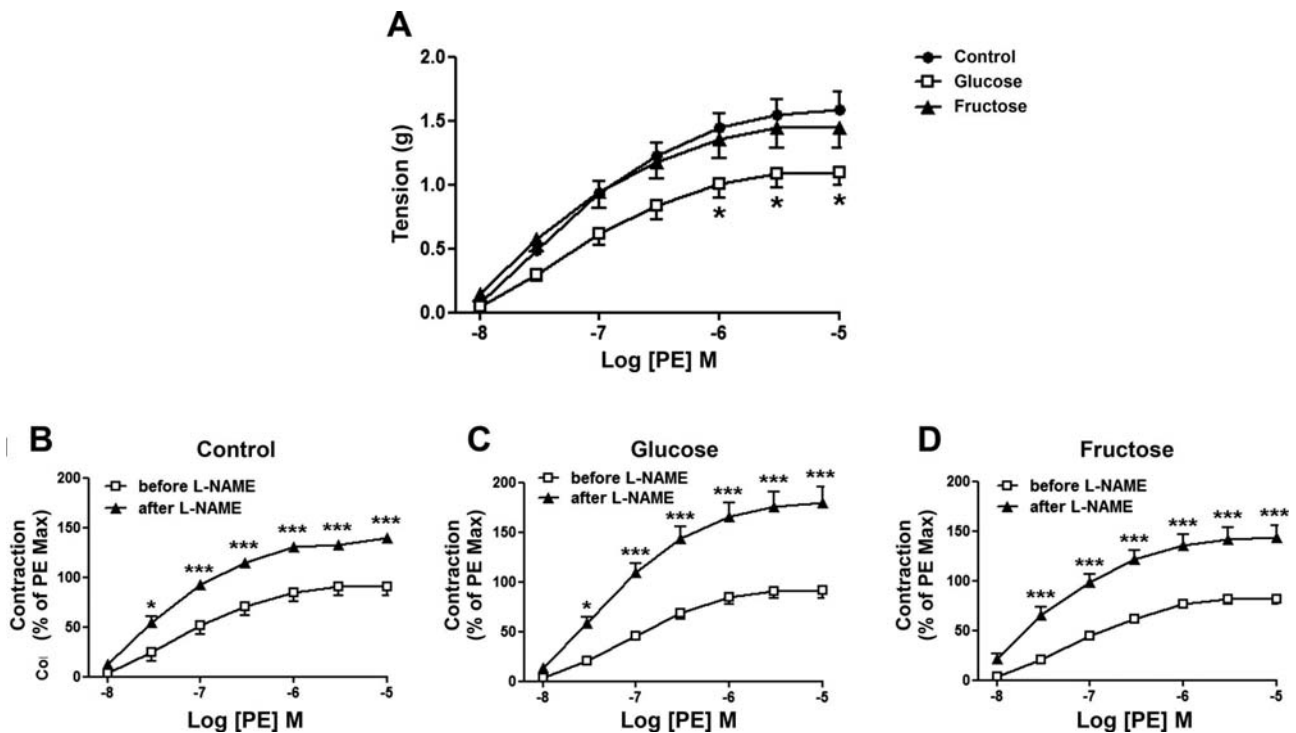 A
Control
Glucose
Fructose
2.0
1.5
1.0
0.5
0.0
Tension (g)
* * *
-8 -7 -6 -5
Log [PE] M
B
Control
before L-NAME
after L-NAME
200
150
100
50
0
Contraction
(% of PE Max)
Co
* *** *** *** *** ***
-8 -7 -6 -5
Log [PE] M
C
Glucose
before L-NAME
after L-NAME
200
150
100
50
0
Contraction
(% of PE Max)
* *** *** *** *** ***
-8 -7 -6 -5
Log [PE] M
D
Fructose
before L-NAME
after L-NAME
200
150
100
50
0
Contraction
(% of PE Max)
*** *** *** *** *** ***
-8 -7 -6 -5
Log [PE] M